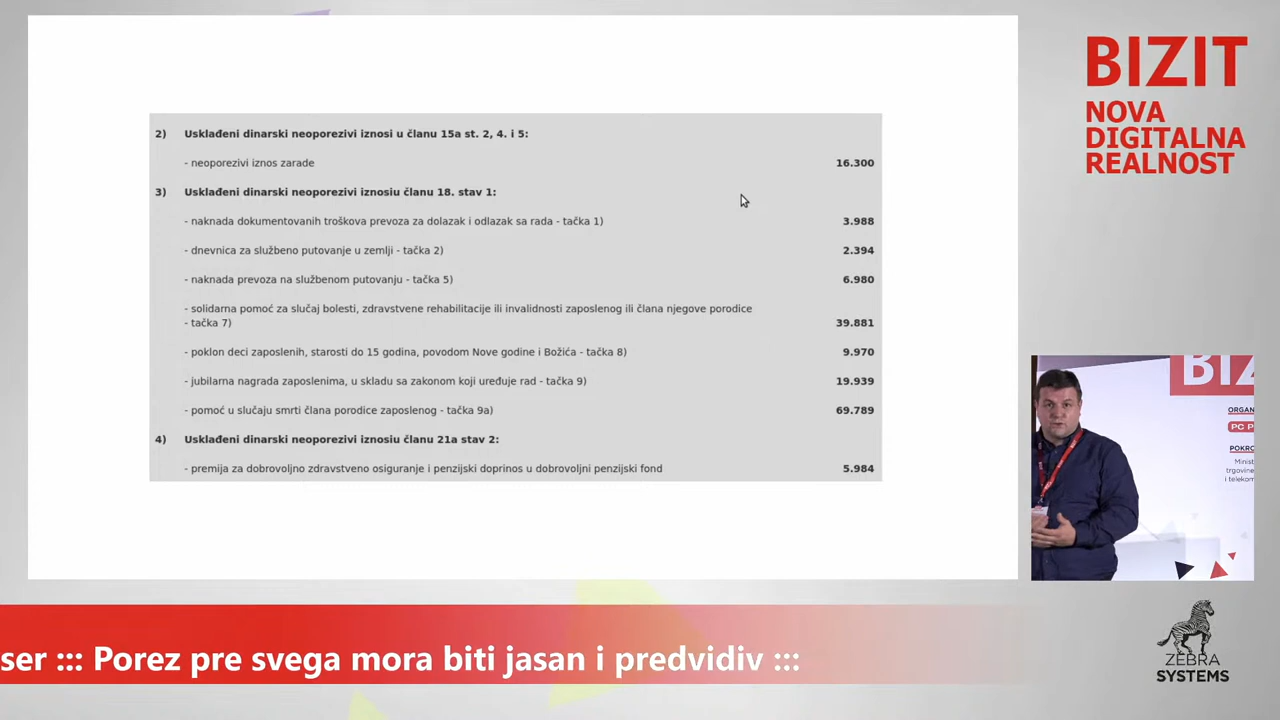 2) Usklađeni dinarski neoporezivi iznosi u članu 15a st. 2, 4. i 5:
- neoporezivi iznos zarade 16.300
3) Usklađeni dinarski neoporezivi iznosiu članu 18. stav 1:
- naknada dokumentovanih troškova prevoza za dolazak i odlazak sa rada - tačka 1) 3.988
- dnevnica za službeno putovanje u zemlji - tačka 2) 2.394
- naknada prevoza na službenom putovanju - tačka 5) 6.980
- solidarna pomoć za slučaj bolesti, zdravstvene rehabilitacije ili invalidnosti zaposlenog ili člana njegove porodice
- tačka 7) 39.881
- poklon deci zaposlenih, starosti do 15 godina, povodom Nove godine i Božića - tačka 8) 9.970
- jubilarna nagrada zaposlenima, u skladu sa zakonom koji uređuje rad - tačka 9) 19.939
- pomoć u slučaju smrti člana porodice zaposlenog - tačka 9a) 69.789
4) Usklađeni dinarski neoporezivi iznosiu članu 21a stav 2:
- premija za dobrovoljno zdravstveno osiguranje i penzijski doprinos u dobrovoljni penzijski fond 5.984
BIZIT
NOVA
DIGITALNA
REALNOST
BIZ
ORGAN
PC P
POKRO
Minist
trgovine
i telekom
ser ::: Porez pre svega mora biti jasan i predvidiv :::
ZEBRA
SYSTEMS